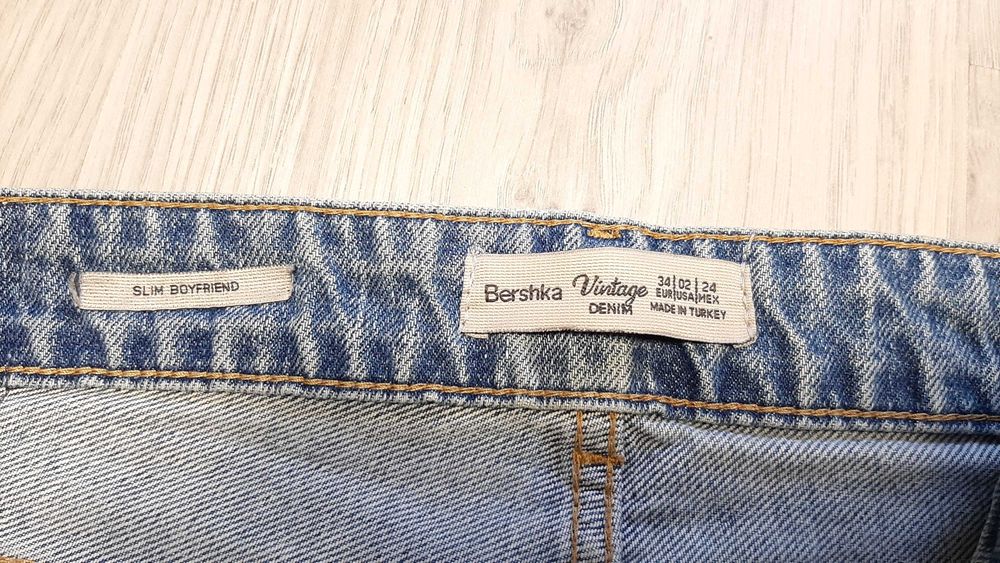 SLIM BOYFRIEND
Bershka Vintage DENIM
34|02|24
EUR|USA|MEX
MADE IN TURKEY